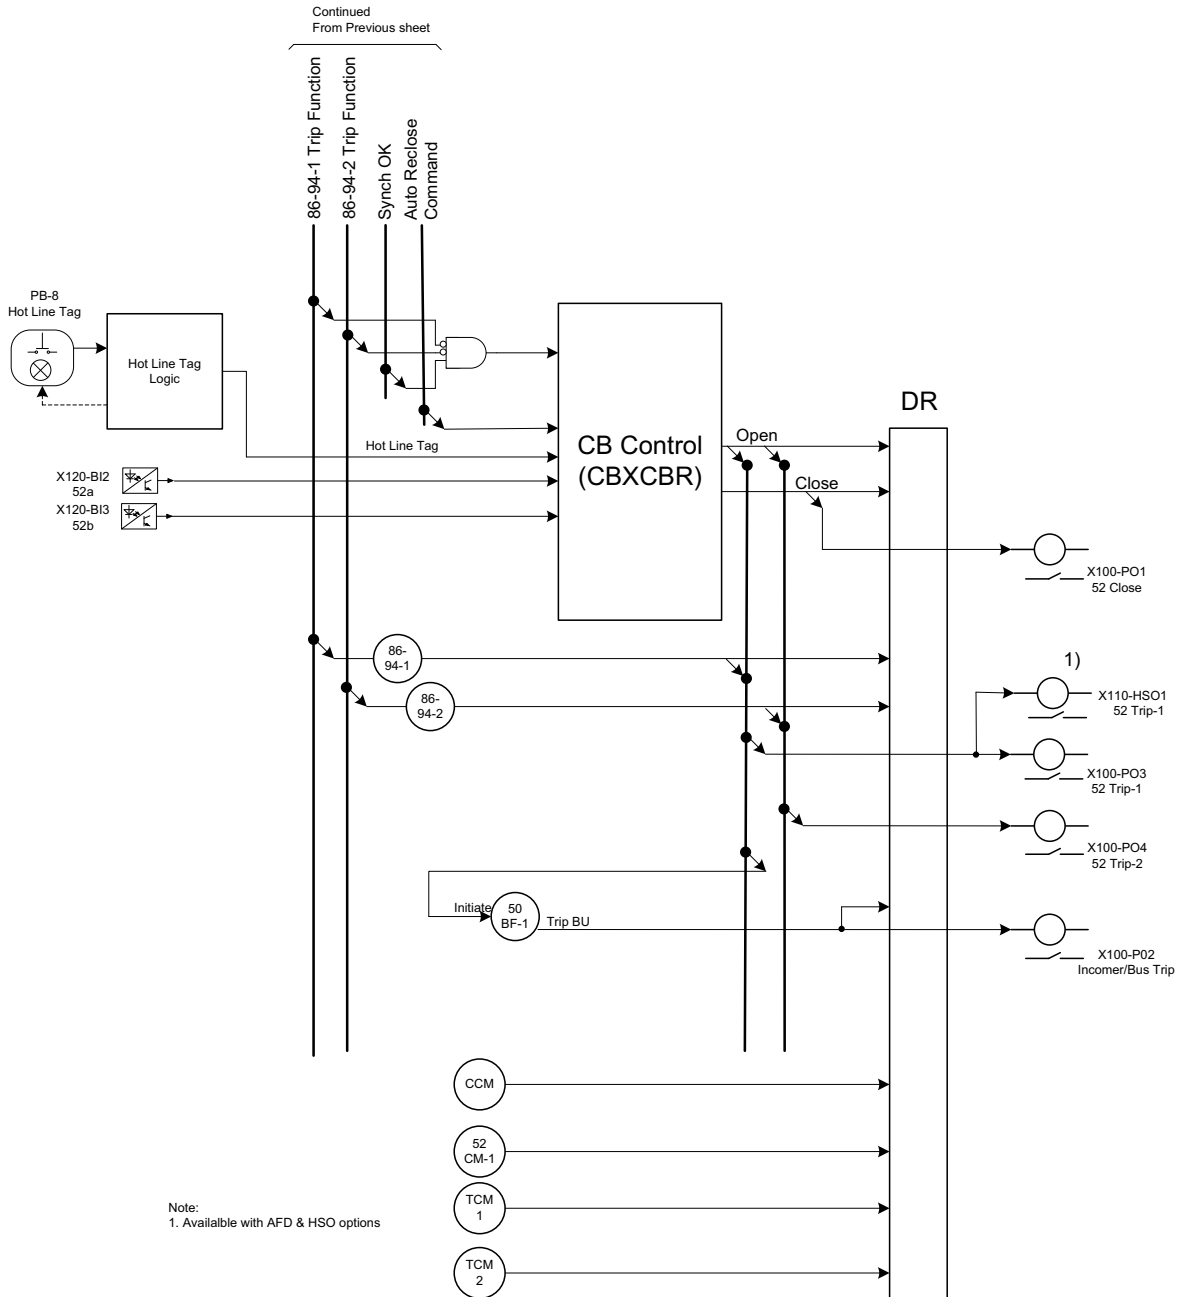 Continued
From Previous sheet
86-94-1 Trip Function
86-94-2 Trip Function
Synch OK
Auto Reclose
Command
PB-8
Hot Line Tag
Hot Line Tag
Logic
Hot Line Tag
X120-BI2
52a
X120-BI3
52b
CB Control
(CBXCBR)
Open
Close
DR
X100-PO1
52 Close
86-
94-1
86-
94-2
1)
X110-HSO1
52 Trip-1
X100-PO3
52 Trip-1
X100-PO4
52 Trip-2
Initiate
50
BF-1
Trip BU
X100-P02
Incomer/Bus Trip
CCM
52
CM-1
TCM
1
TCM
2
Note:
1. Availalble with AFD & HSO options